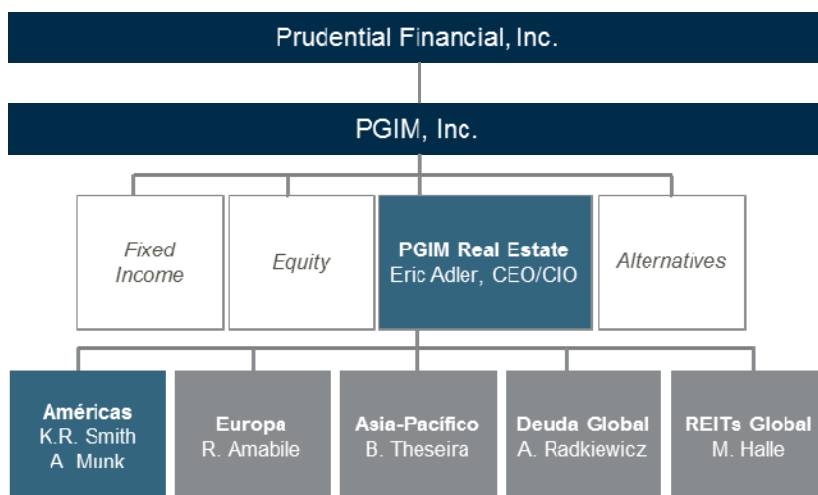 Prudential Financial, Inc.
PGIM, Inc.
Fixed
Income
Equity
PGIM Real Estate
Eric Adler, CEO/CIO
Alternatives
Américas
K.R. Smith
A. Munk
Europa
R. Amabile
Asia-Pacífico
B. Theseira
Deuda Global
A. Radkiewicz
REITs Global
M. Halle